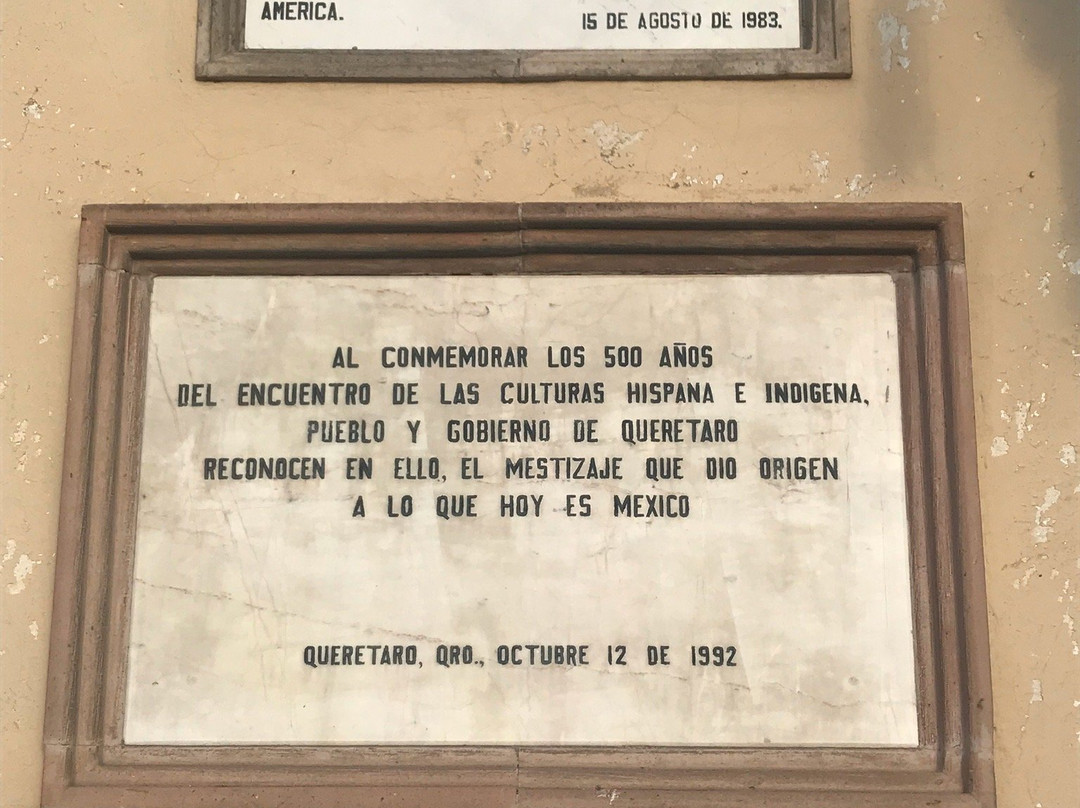 AMERICA.
15 DE AGOSTO DE 1983.
AL CONMEMORAR LOS 500 AÑOS
DEL ENCUENTRO DE LAS CULTURAS HISPANA E INDIGENA,
PUEBLO Y GOBIERNO DE QUERETARO
RECONOCEN EN ELLO, EL MESTIZAJE QUE DIO ORIGEN
A LO QUE HOY ES MEXICO
QUERETARO, QRO., OCTUBRE 12 DE 1992